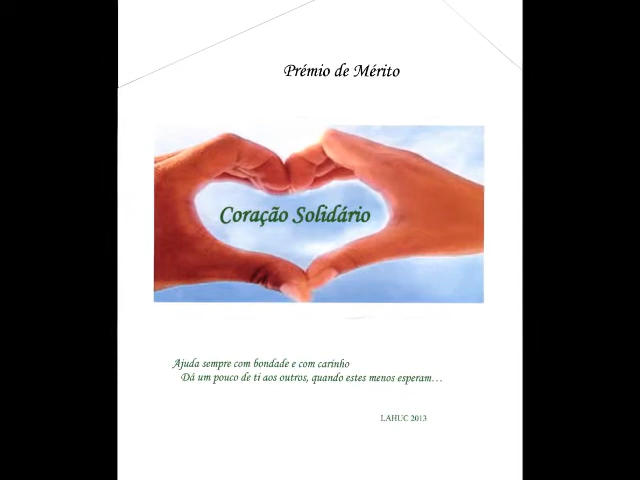 Prémio de Mérito
Coração Solidário
Ajuda sempre com bondade e com carinho
Dá um pouco de ti aos outros, quando estes menos esperam…
LAHUC 2013